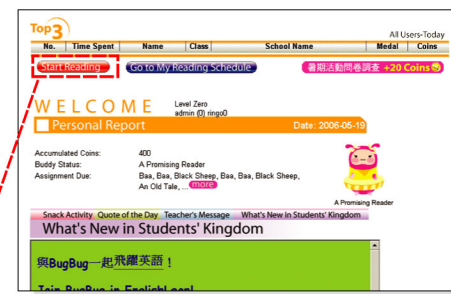 Top3
All Users-Today
No. Time Spent Name Class School Name Medal Coins
Start Reading Go to My Reading Schedule 暑期活動問卷調查 +20 Coins
WELCOME Level Zero
admin (0) ringo0
Personal Report Date: 2006-06-19
Accumulated Coins: 400
Buddy Status: A Promising Reader
Assignment Due: Baa, Baa, Black Sheep, Baa, Baa, Black Sheep,
An Old Tale, ... more
A Promising Reader
Snack Activity Quote of the Day Teacher's Message What's New in Students' Kingdom
What's New in Students' Kingdom
與BugBug一起飛躍英語！
Join BugBug in EnglishLeap!